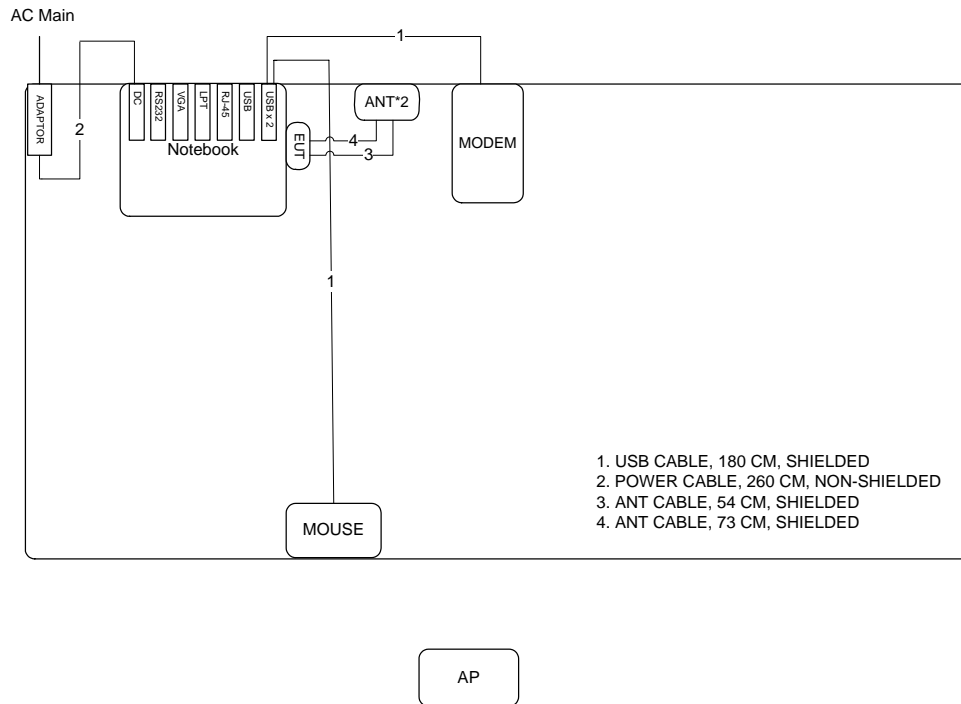 AC Main
1
ADAPTOR
2
DC
RS232
VGA
LPT
RJ-45
USB
USB x 2
Notebook
EUT
ANT*2
4
3
MODEM
1
1. USB CABLE, 180 CM, SHIELDED
2. POWER CABLE, 260 CM, NON-SHIELDED
3. ANT CABLE, 54 CM, SHIELDED
4. ANT CABLE, 73 CM, SHIELDED
MOUSE
AP